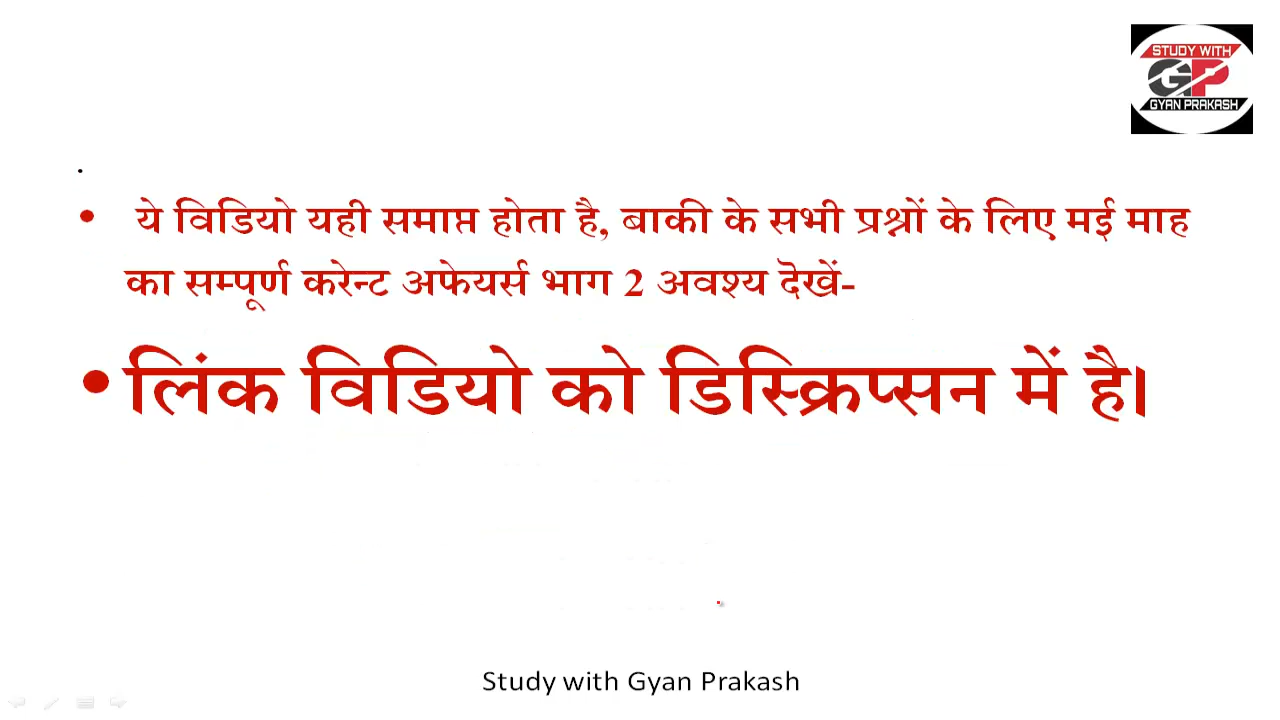 STUDY WITH
GP
GYAN PRAKASH
• ये विडियो यही समाप्त होता है, बाकी के सभी प्रश्नों के लिए मई माह
का सम्पूर्ण करेन्ट अफेयर्स भाग 2 अवश्य देखें-
• लिंक विडियो को डिस्क्रिप्सन में है।
Study with Gyan Prakash